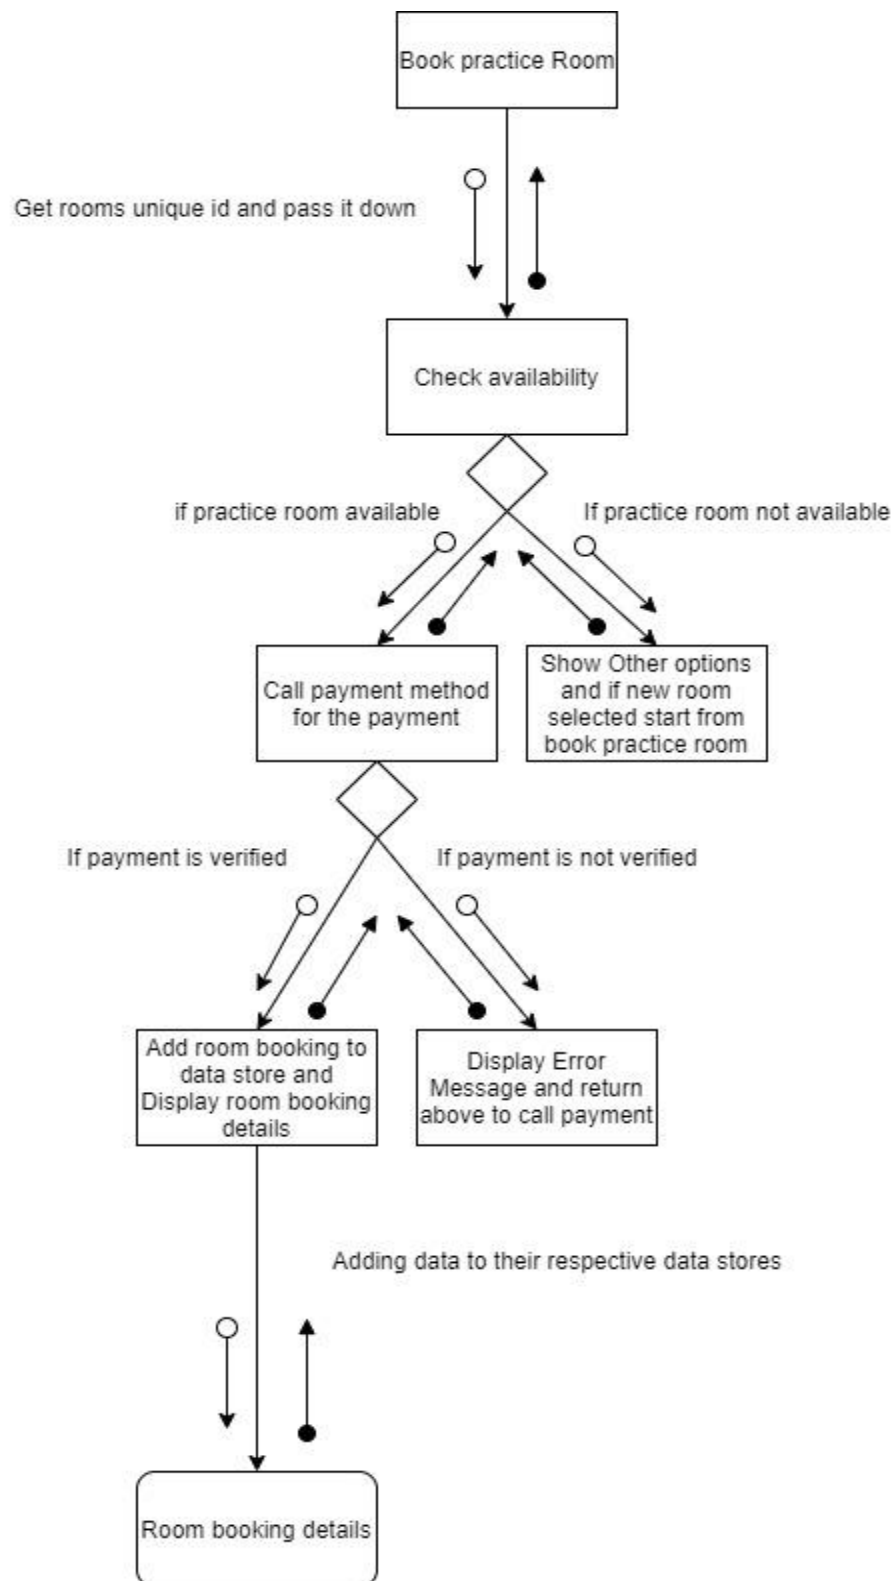 Book practice Room
Get rooms unique id and pass it down
Check availability
if practice room available
If practice room not available
Call payment method
for the payment
Show Other options
and if new room
selected start from
book practice room
If payment is verified
If payment is not verified
Add room booking to
data store and
Display room booking
details
Display Error
Message and return
above to call payment
Adding data to their respective data stores
Room booking details